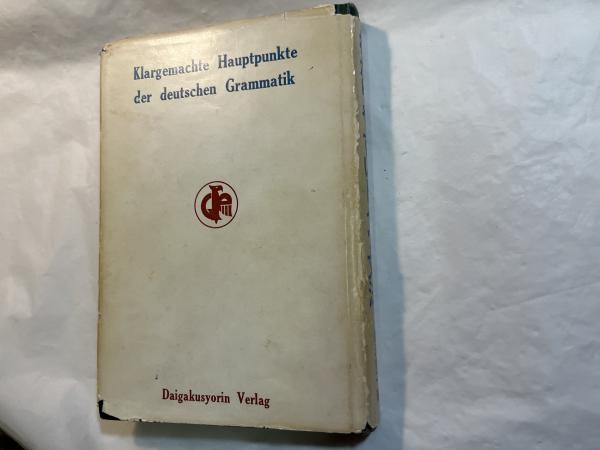 Klargemachte Hauptpunkte
der deutschen Grammatik
Daigakusyorin Verlag